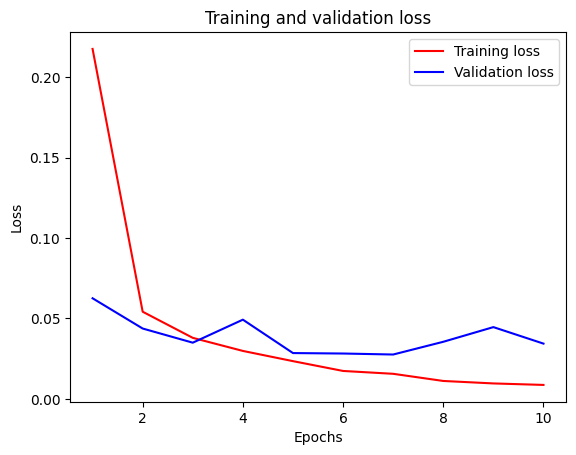 Training and validation loss
Training loss
Validation loss
0.20
0.15
0.10
0.05
0.00
Loss
2
4
6
8
10
Epochs